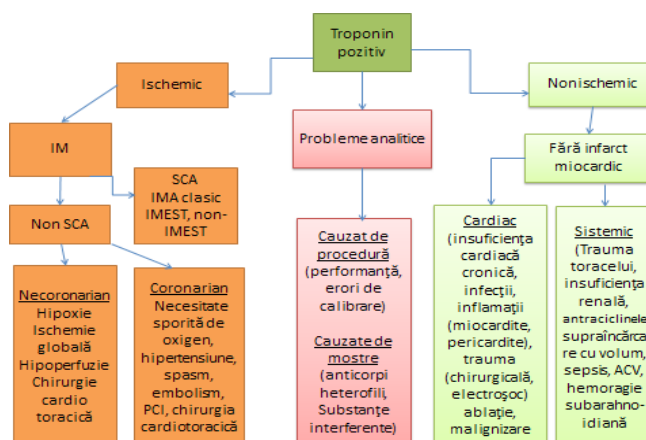 Troponin
pozitiv
Ischemic
Nonischemic
IM
Probleme analitice
Fără infarct
miocardic
SCA
IMA clasic
IMEST, non-
IMEST
Non SCA
Necoronarian
Hipoxie
Ischemie
globală
Hipoperfuzie
Chirurgie
cardio
toracică
Coronarian
Necesitate
sporită de
oxigen,
hipertensiune,
spasm,
embolism,
PCI, chirurgia
cardiotoracică
Cauzat de
procedură
(performanță,
erori de
calibrare)
Cauzate de
mostre
(anticorpi
heterofili,
Substanțe
interferente)
Cardiac
(insuficiența
cardiacă
cronică,
infecții,
inflamații
(miocardite,
pericardite),
trauma
(chirurgicală,
electroșoc)
ablație,
malignizare
Sistemic
(Trauma
toracelui,
insuficiența
renală,
antraciclinele
supraîncărca
re cu volum,
sepsis, ACV,
hemoragie
subarahno-
idiană